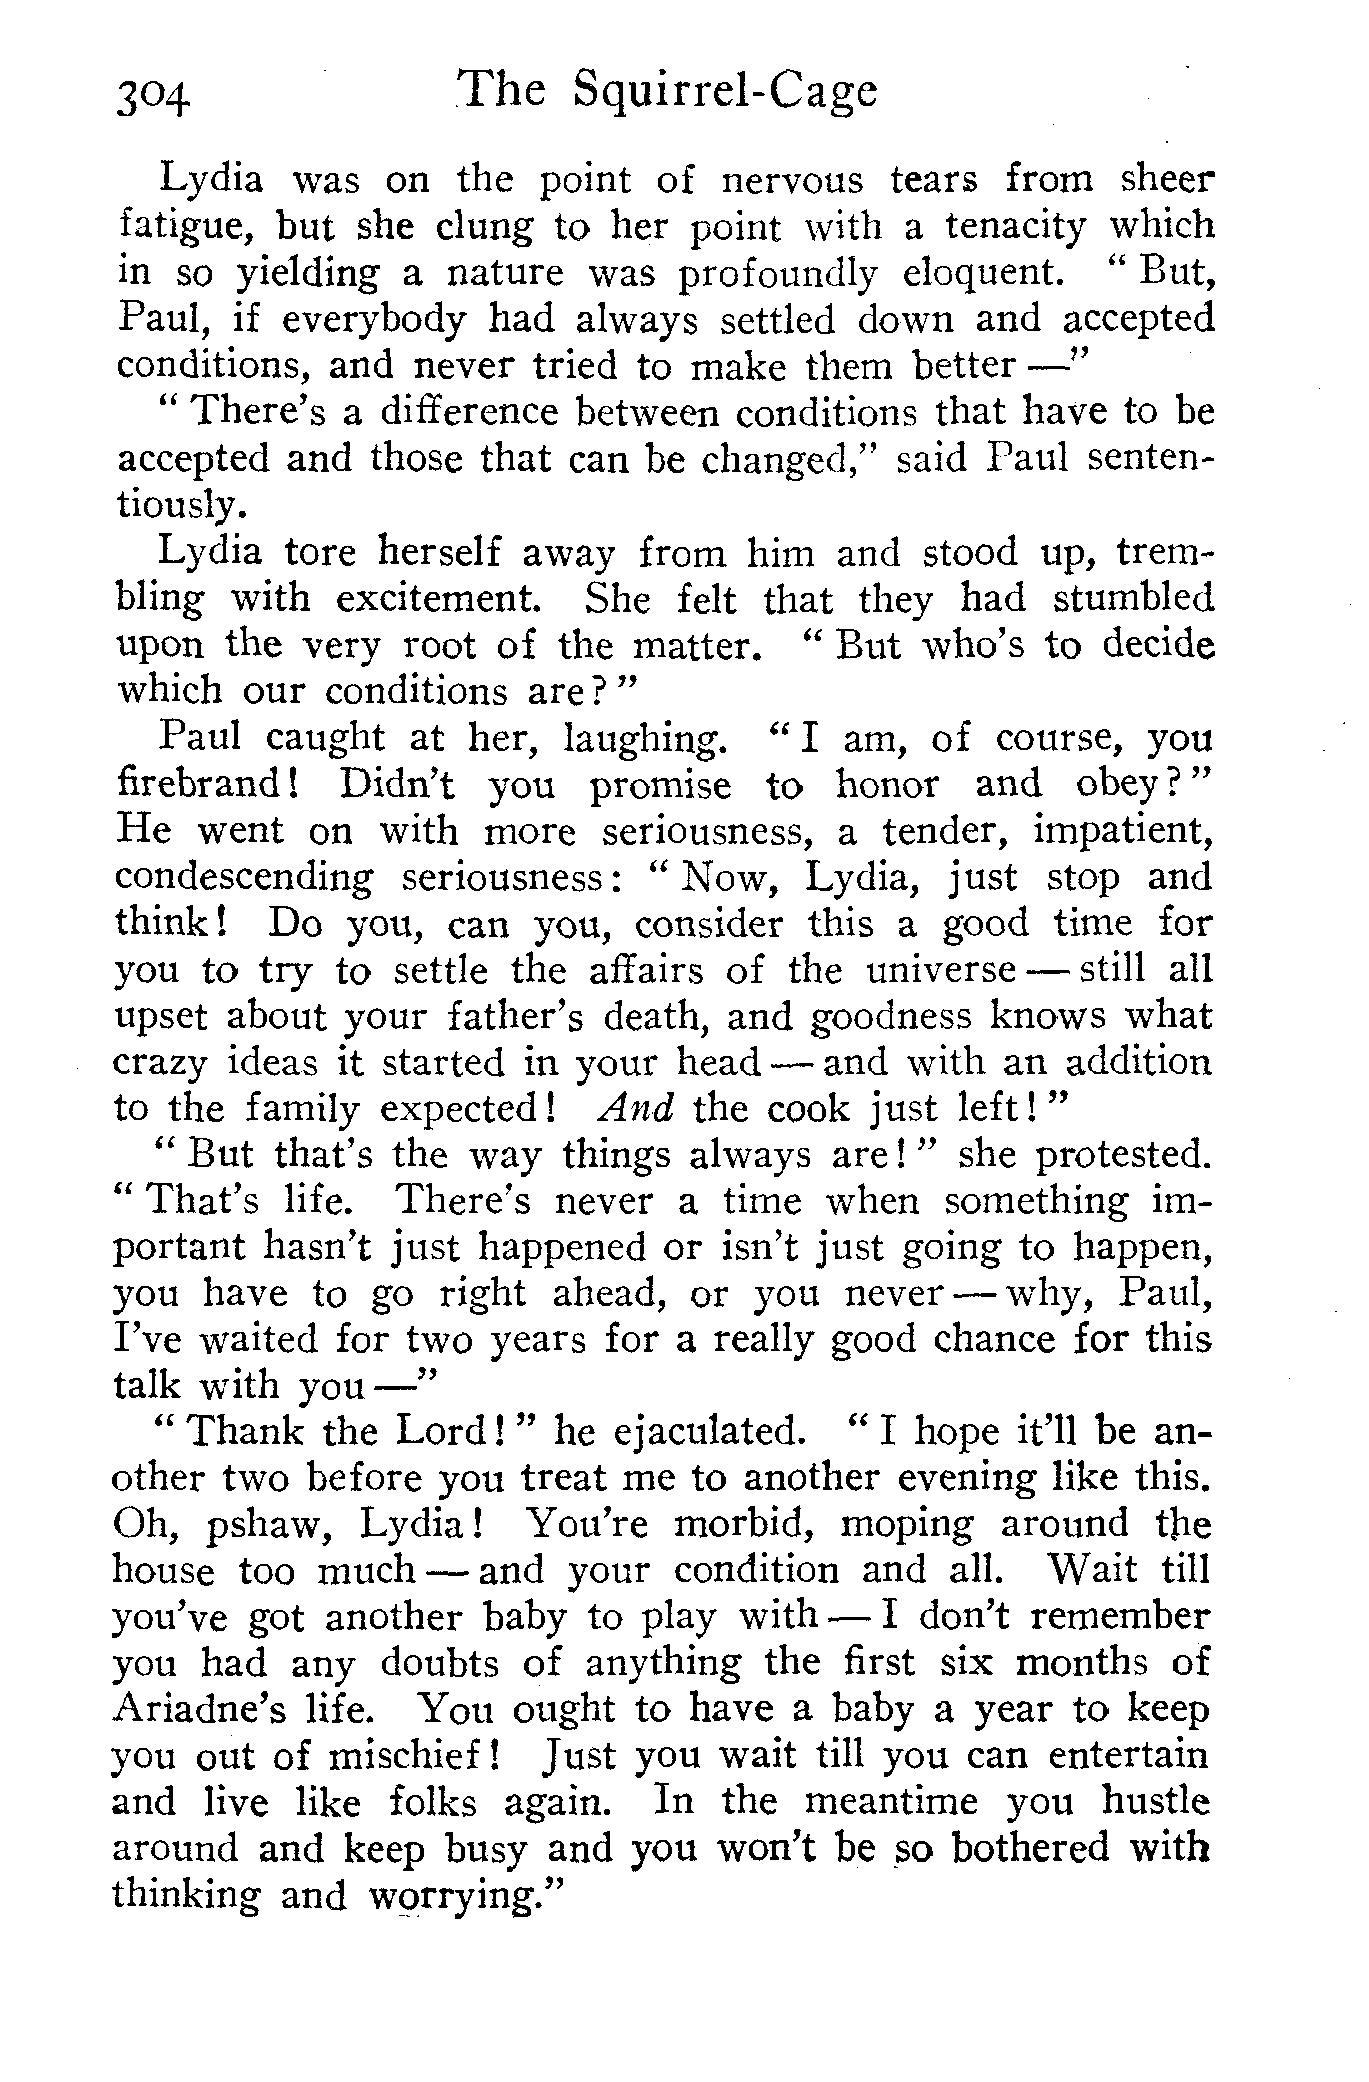 304 The Squirrel-Cage
Lydia was on the point of nervous tears from sheer
fatigue, but she clung to her point with a tenacity which
in so yielding a nature was profoundly eloquent. " But,
Paul, if everybody had always settled down and accepted
conditions, and never tried to make them better —"
" There's a difference between conditions that have to be
accepted and those that can be changed," said Paul senten-
tiously.
Lydia tore herself away from him and stood up, trem-
bling with excitement. She felt that they had stumbled
upon the very root of the matter. " But who's to decide
which our conditions are? "
Paul caught at her, laughing. " I am, of course, you
firebrand! Didn't you promise to honor and obey? "
He went on with more seriousness, a tender, impatient,
condescending seriousness: " Now, Lydia, just stop and
think! Do you, can you, consider this a good time for
you to try to settle the affairs of the universe — still all
upset about your father's death, and goodness knows what
crazy ideas it started in your head — and with an addition
to the family expected! And the cook just left! "
" But that's the way things always are! " she protested.
" That's life. There's never a time when something im-
portant hasn't just happened or isn't just going to happen,
you have to go right ahead, or you never — why, Paul,
I've waited for two years for a really good chance for this
talk with you —"
" Thank the Lord! " he ejaculated. " I hope it'll be an-
other two before you treat me to another evening like this.
Oh, pshaw, Lydia! You're morbid, moping around the
house too much — and your condition and all. Wait till
you've got another baby to play with — I don't remember
you had any doubts of anything the first six months of
Ariadne's life. You ought to have a baby a year to keep
you out of mischief! Just you wait till you can entertain
and live like folks again. In the meantime you hustle
around and keep busy and you won't be so bothered with
thinking and worrying."